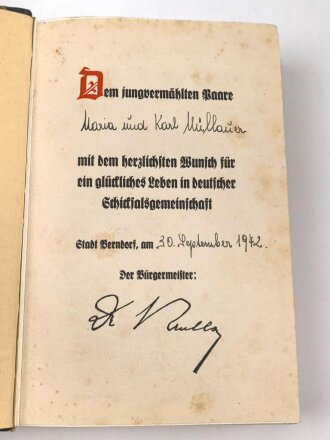 Dem jungvermählten Paare
Maria und Karl Müllauer
mit dem herzlichsten Wunsch für
ein glückliches Leben in deutscher
Schicksalsgemeinschaft
Stadt Berndorf, am 30. September 1942.
Der Bürgermeister: